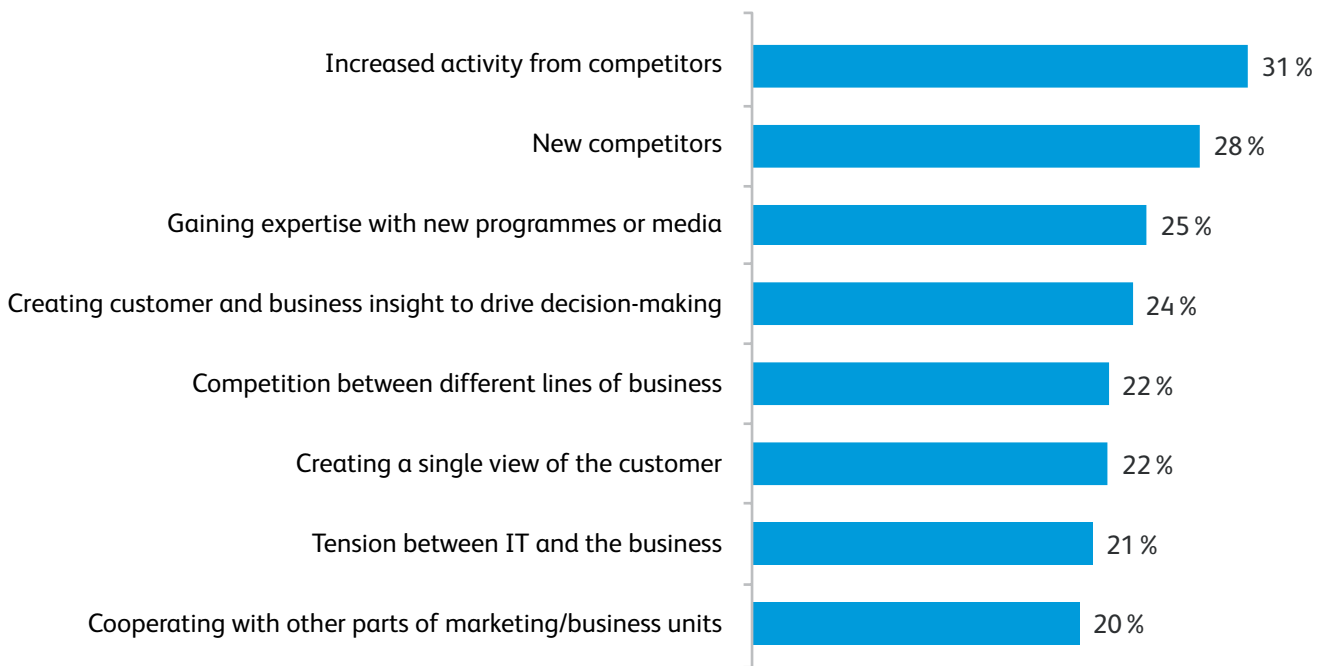 Increased activity from competitors 31 %
New competitors 28 %
Gaining expertise with new programmes or media 25 %
Creating customer and business insight to drive decision-making 24 %
Competition between different lines of business 22 %
Creating a single view of the customer 22 %
Tension between IT and the business 21 %
Cooperating with other parts of marketing/business units 20 %